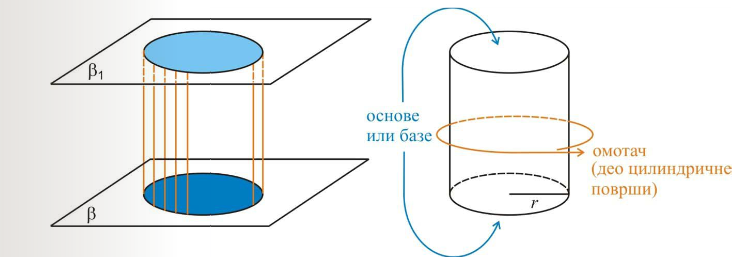 β₁
β
основе
или базе
омотач
(део цилиндричне
површи)
r